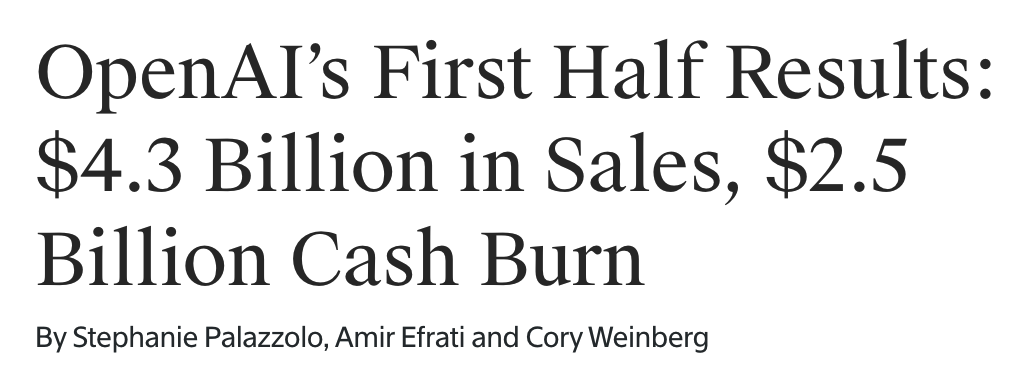 OpenAI’s First Half Results:
$4.3 Billion in Sales, $2.5
Billion Cash Burn
By Stephanie Palazzolo, Amir Efrati and Cory Weinberg